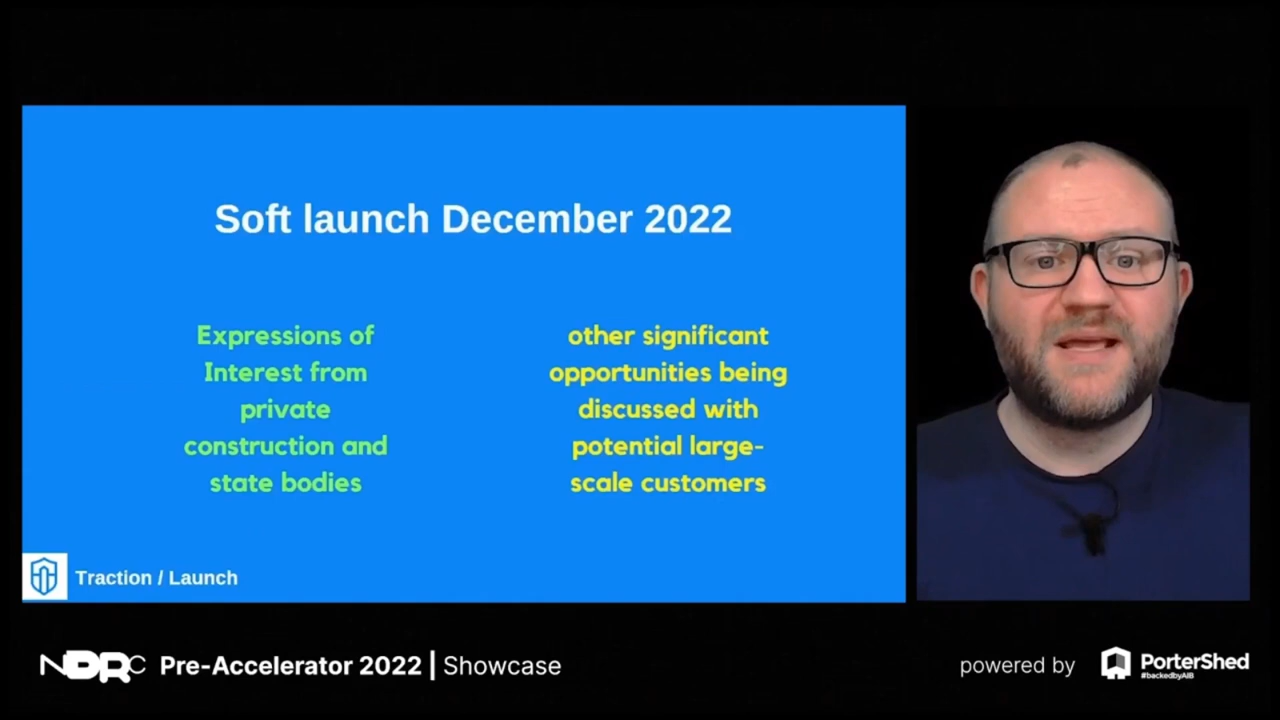 Soft launch December 2022
Expressions of
Interest from
private
construction and
state bodies
other significant
opportunities being
discussed with
potential large-
scale customers
Traction / Launch
NDRC Pre-Accelerator 2022 | Showcase
powered by PorterShed
#backedbyAIB